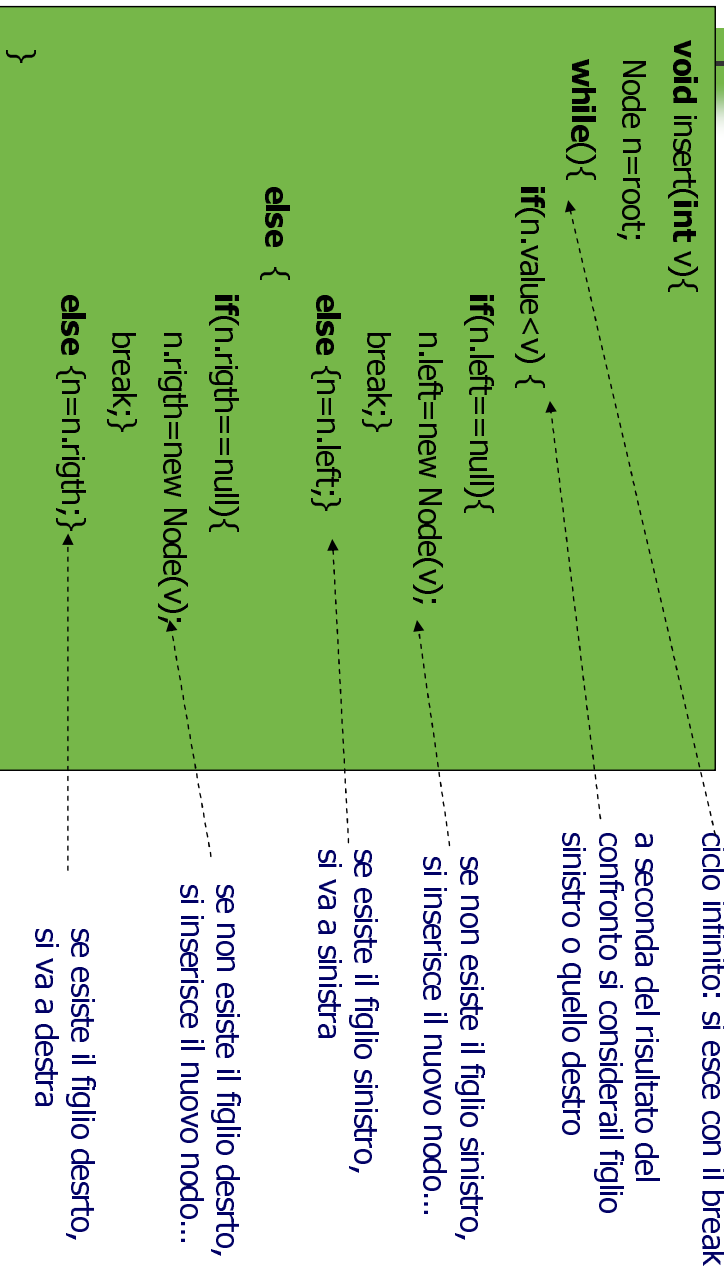 void insert(int v){
Node n=root;
while(){
if(n.value<v) {
if(n.left==null){
n.left=new Node(v);
break;}
else {n=n.left;}
else {
if(n.rigth==null){
n.rigth=new Node(v);
break;}
else {n=n.rigth;}
}
ciclo infinito: si esce con il break
a seconda del risultato del
confronto si considerail figlio
sinistro o quello destro
se non esiste il figlio sinistro,
si inserisce il nuovo nodo...
se esiste il figlio sinistro,
si va a sinistra
se non esiste il figlio desrto,
si inserisce il nuovo nodo...
se esiste il figlio desrto,
si va a destra